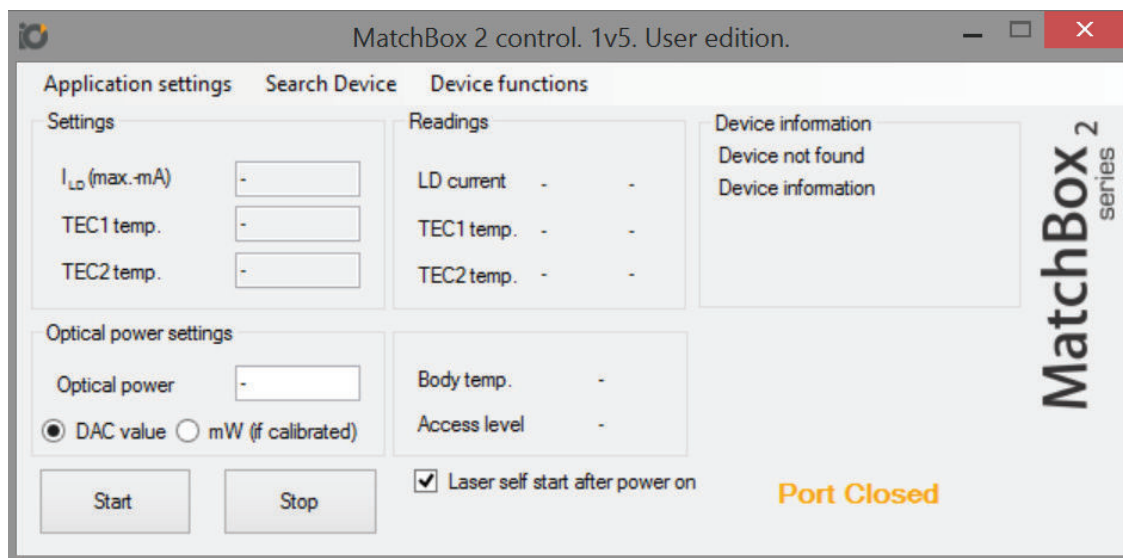 MatchBox 2 control. 1v5. User edition.
Application settings Search Device Device functions
Settings
I_LD (max.-mA) -
TEC1 temp. -
TEC2 temp. -
Readings
LD current - -
TEC1 temp. - -
TEC2 temp. - -
Device information
Device not found
Device information
Optical power settings
Optical power -
DAC value mW (if calibrated)
Body temp. -
Access level -
Start Stop
Laser self start after power on
Port Closed
MatchBox 2
series